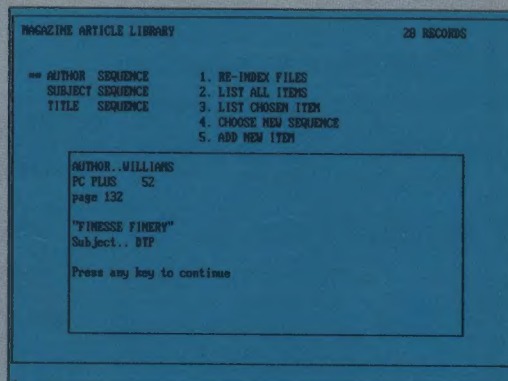 MAGAZINE ARTICLE LIBRARY 28 RECORDS
** AUTHOR SEQUENCE 1. RE-INDEX FILES
SUBJECT SEQUENCE 2. LIST ALL ITEMS
TITLE SEQUENCE 3. LIST CHOSEN ITEM
4. CHOOSE NEW SEQUENCE
5. ADD NEW ITEM
AUTHOR..WILLIAMS
PC PLUS 52
page 132
"FINESSE FINERY"
Subject.. DTP
Press any key to continue